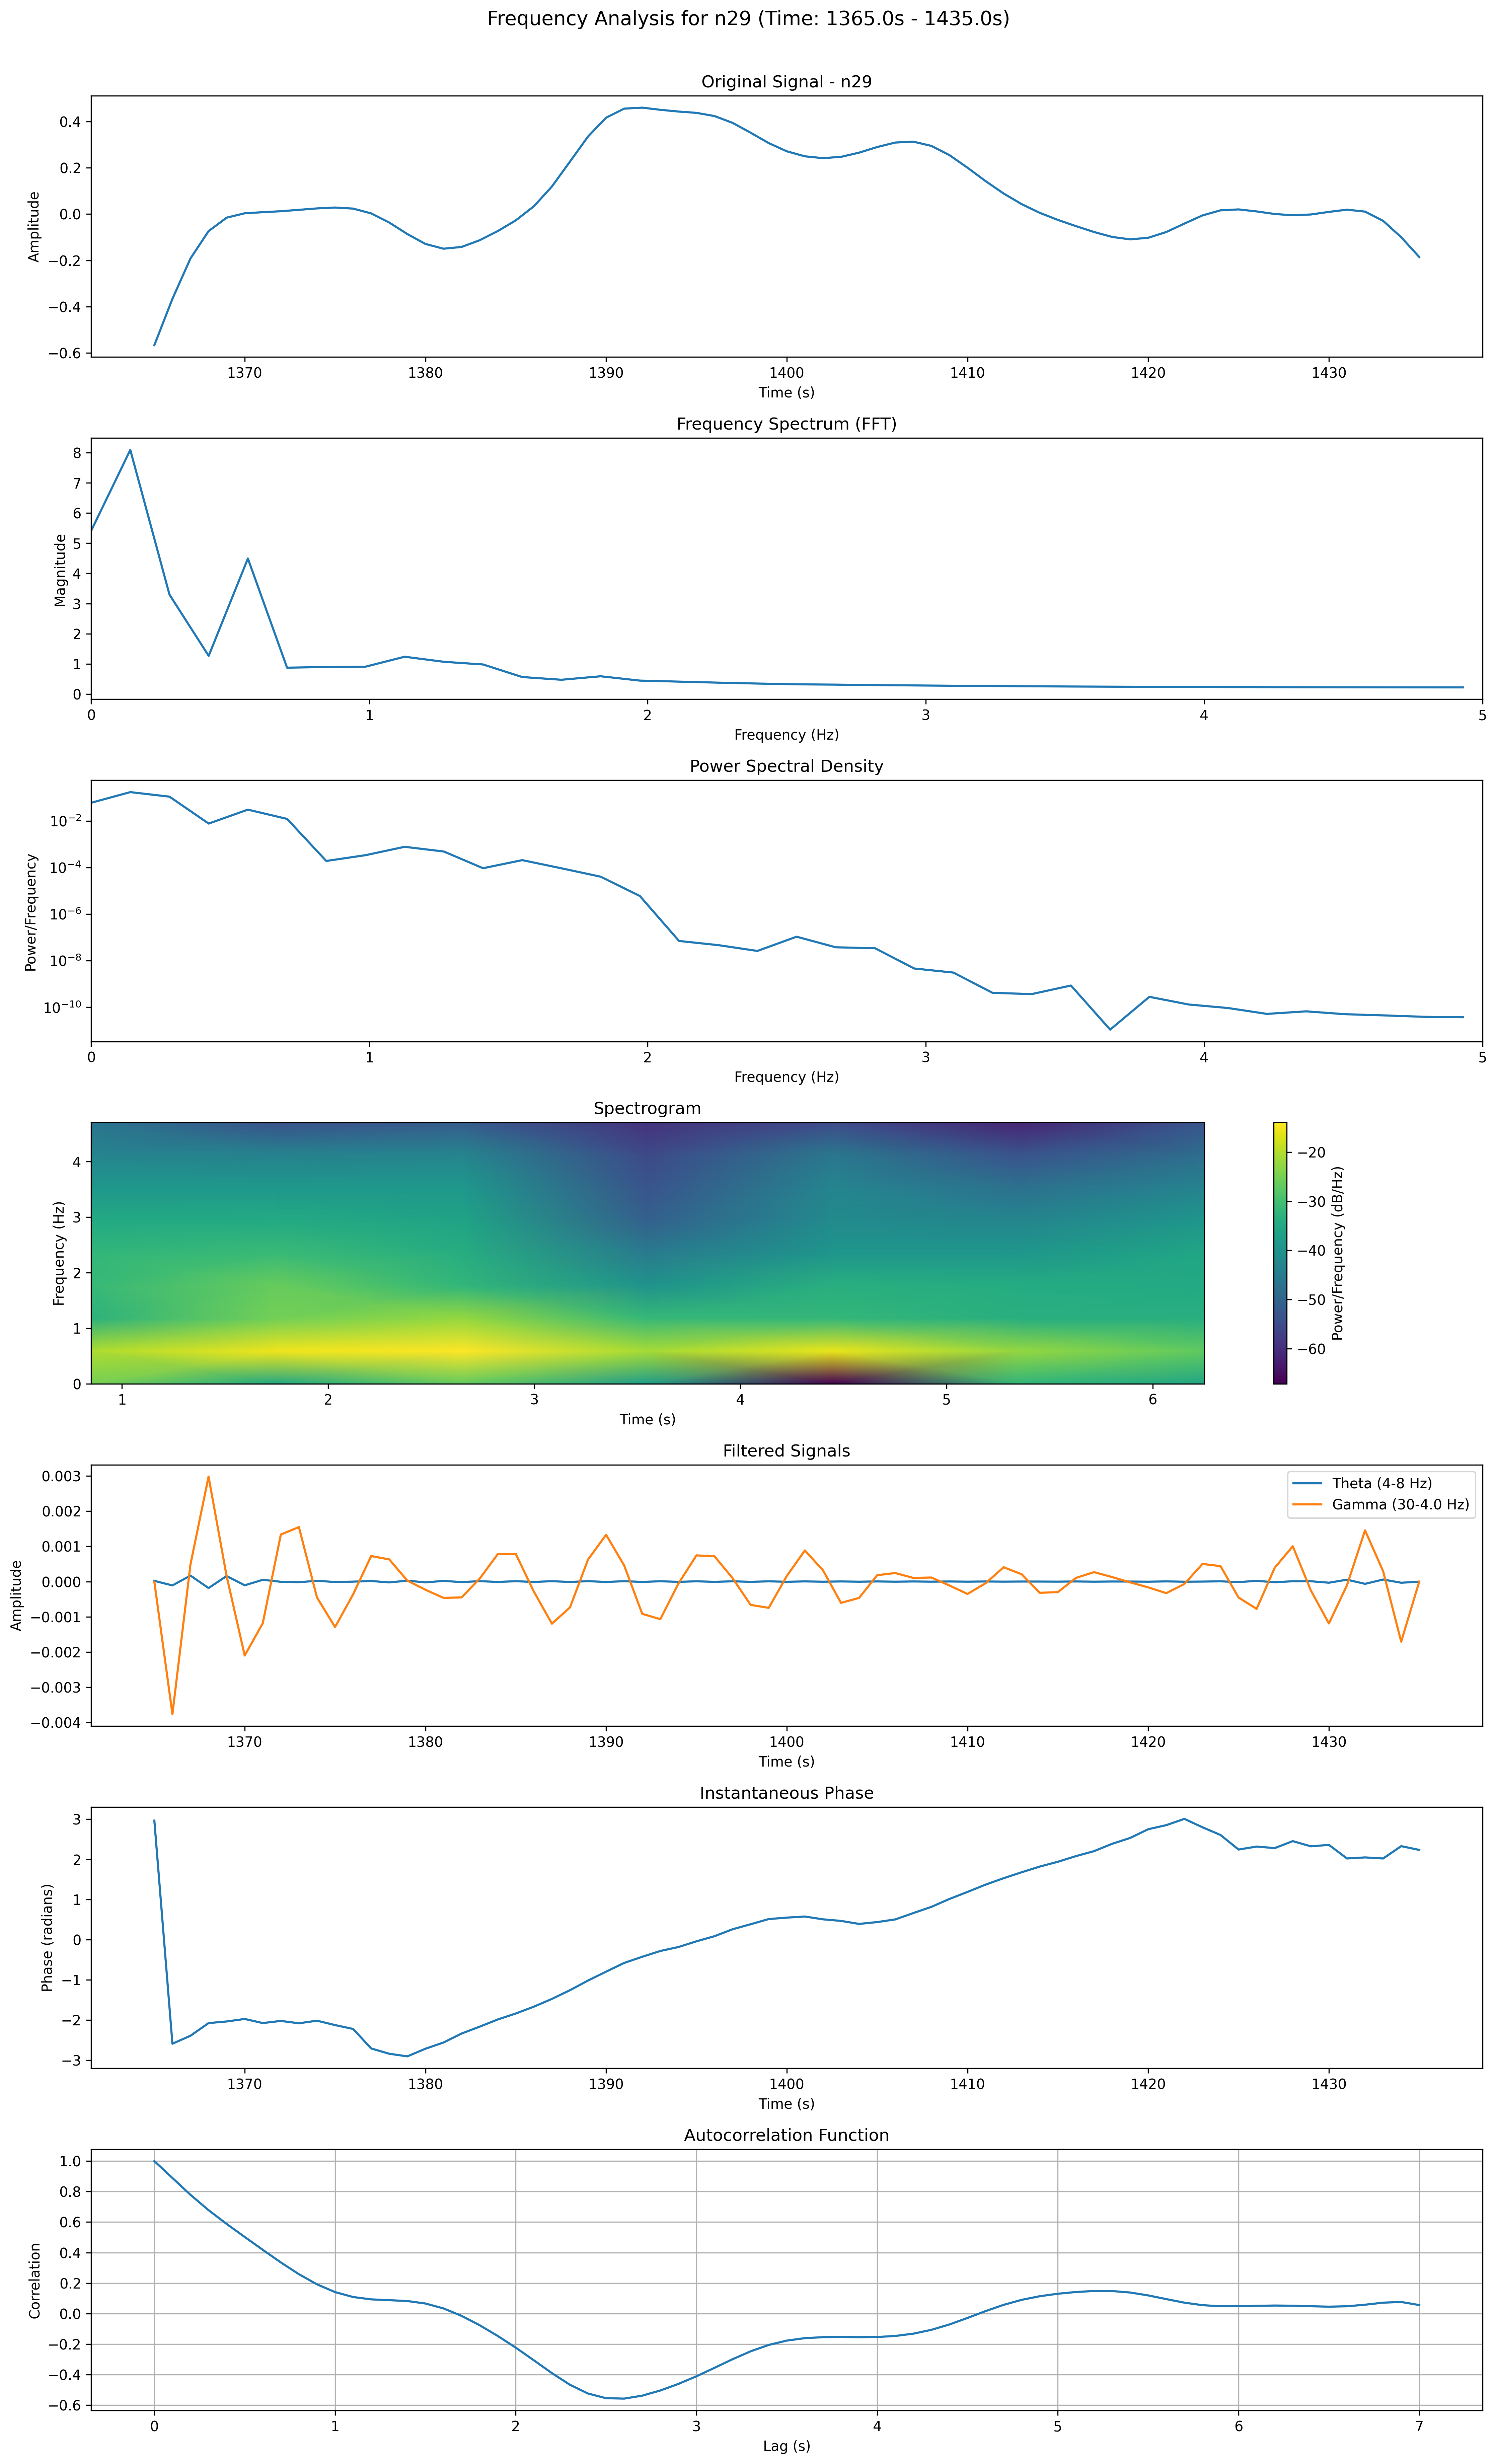 Frequency Analysis for n29 (Time: 1365.0s - 1435.0s)
Original Signal - n29
Amplitude
0.4
0.2
0.0
−0.2
−0.4
−0.6
1370 1380 1390 1400 1410 1420 1430
Time (s)
Frequency Spectrum (FFT)
Magnitude
8
7
6
5
4
3
2
1
0
0 1 2 3 4 5
Frequency (Hz)
Power Spectral Density
Power/Frequency
10⁻²
10⁻⁴
10⁻⁶
10⁻⁸
10⁻¹⁰
0 1 2 3 4 5
Frequency (Hz)
Spectrogram
Frequency (Hz)
4
3
2
1
0
1 2 3 4 5 6
Time (s)
−20
−30
−40
−50
−60
Power/Frequency (dB/Hz)
Filtered Signals
Amplitude
0.003
0.002
0.001
0.000
−0.001
−0.002
−0.003
−0.004
Theta (4-8 Hz)
Gamma (30-4.0 Hz)
1370 1380 1390 1400 1410 1420 1430
Time (s)
Instantaneous Phase
Phase (radians)
3
2
1
0
−1
−2
−3
1370 1380 1390 1400 1410 1420 1430
Time (s)
Autocorrelation Function
Correlation
1.0
0.8
0.6
0.4
0.2
0.0
−0.2
−0.4
−0.6
0 1 2 3 4 5 6 7
Lag (s)